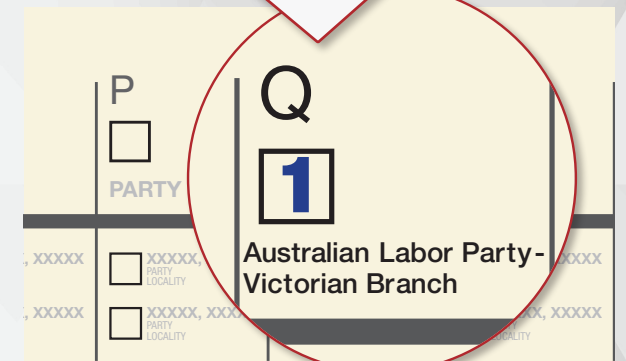 P
Q
1
PARTY
Australian Labor Party-
Victorian Branch
, XXXXX
XXXXX,
XXXXX
PARTY
LOCALITY
, XXXXX
XXXXX, XXX
XX, XXXXX
PARTY
LOCALITY